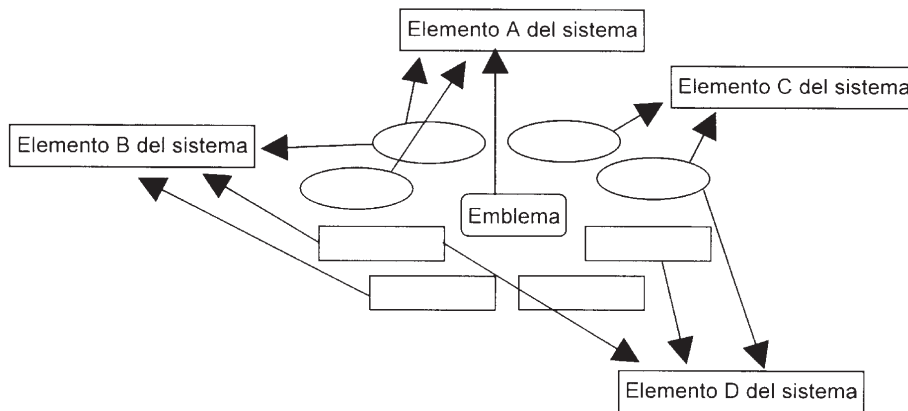 Elemento A del sistema
Elemento C del sistema
Elemento B del sistema
Emblema
Elemento D del sistema